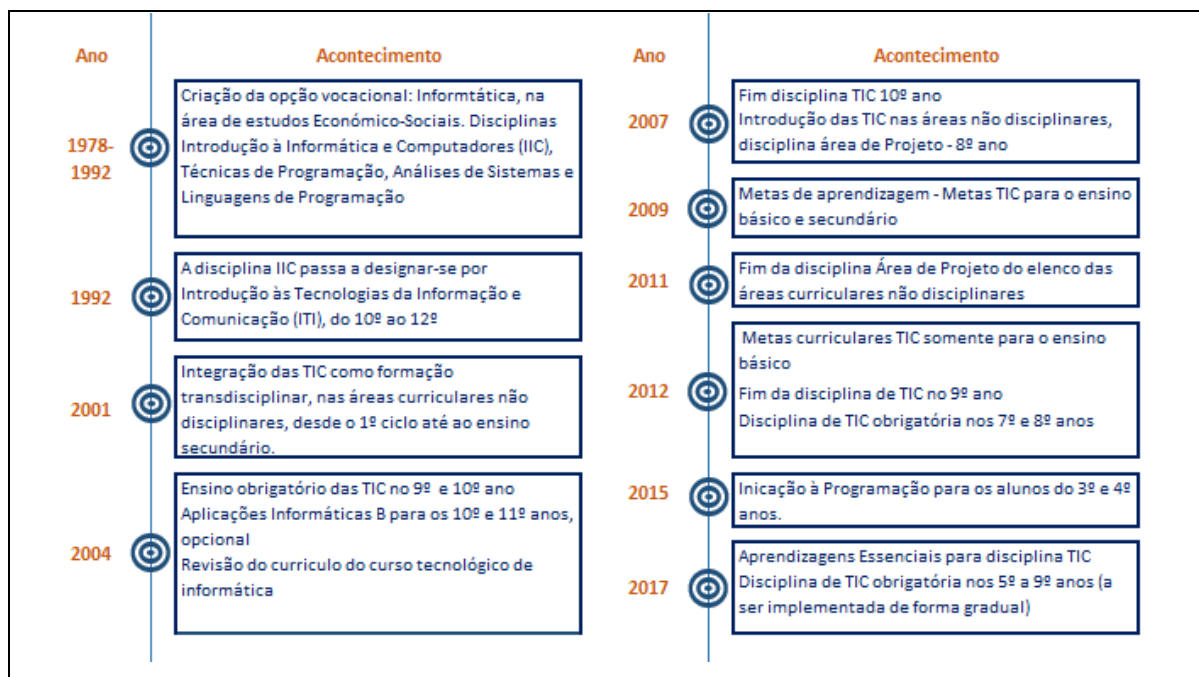 Ano
Acontecimento
1978-
1992
Criação da opção vocacional: Informtática, na
área de estudos Económico-Sociais. Disciplinas
Introdução à Informática e Computadores (IIC),
Técnicas de Programação, Análises de Sistemas e
Linguagens de Programação
1992
A disciplina IIC passa a designar-se por
Introdução às Tecnologias da Informação e
Comunicação (ITI), do 10º ao 12º
2001
Integração das TIC como formação
transdisciplinar, nas áreas curriculares não
disciplinares, desde o 1º ciclo até ao ensino
secundário.
2004
Ensino obrigatório das TIC no 9º e 10º ano
Aplicações Informáticas B para os 10º e 11º anos,
opcional
Revisão do curriculo do curso tecnológico de
informática
Ano
Acontecimento
2007
Fim disciplina TIC 10º ano
Introdução das TIC nas áreas não disciplinares,
disciplina área de Projeto - 8º ano
2009
Metas de aprendizagem - Metas TIC para o ensino
básico e secundário
2011
Fim da disciplina Área de Projeto do elenco das
áreas curriculares não disciplinares
2012
Metas curriculares TIC somente para o ensino
básico
Fim da disciplina de TIC no 9º ano
Disciplina de TIC obrigatória nos 7º e 8º anos
2015
Inicação à Programação para os alunos do 3º e 4º
anos.
2017
Aprendizagens Essenciais para disciplina TIC
Disciplina de TIC obrigatória nos 5º a 9º anos (a
ser implementada de forma gradual)